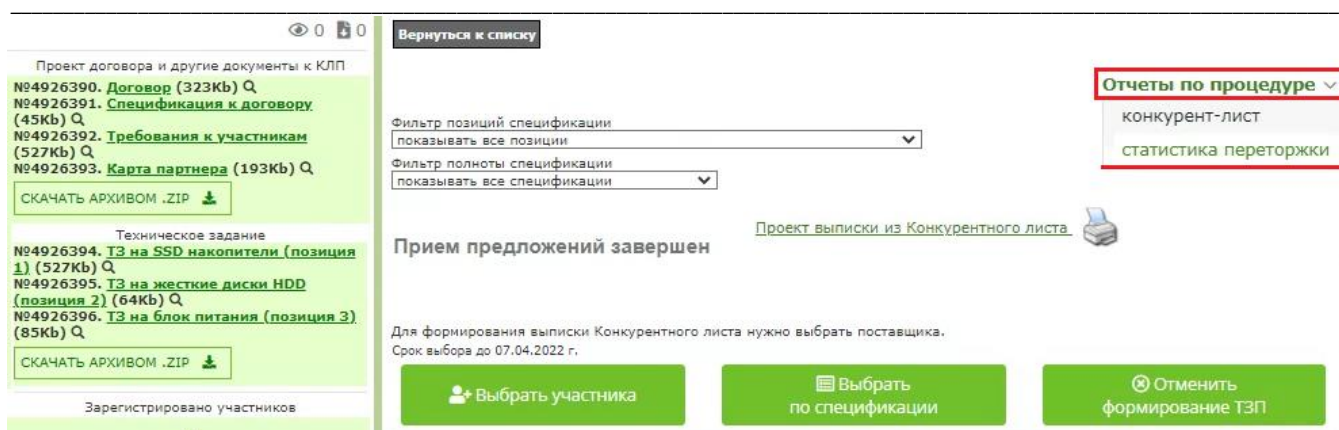 0 0
Проект договора и другие документы к КЛП
№4926390. Договор (323Kb)
№4926391. Спецификация к договору
(45Kb)
№4926392. Требования к участникам
(527Kb)
№4926393. Карта партнера (193Kb)
СКАЧАТЬ АРХИВОМ .ZIP
Техническое задание
№4926394. ТЗ на SSD накопители (позиция
1) (527Kb)
№4926395. ТЗ на жесткие диски HDD
(позиция 2) (64Kb)
№4926396. ТЗ на блок питания (позиция 3)
(85Kb)
СКАЧАТЬ АРХИВОМ .ZIP
Зарегистрировано участников
Вернуться к списку
Отчеты по процедуре
конкурент-лист
статистика переторжки
Фильтр позиций спецификации
показывать все позиции
Фильтр полноты спецификации
показывать все спецификации
Проект выписки из Конкурентного листа
Прием предложений завершен
Для формирования выписки Конкурентного листа нужно выбрать поставщика.
Срок выбора до 07.04.2022 г.
Выбрать участника
Выбрать
по спецификации
Отменить
формирование ТЗП